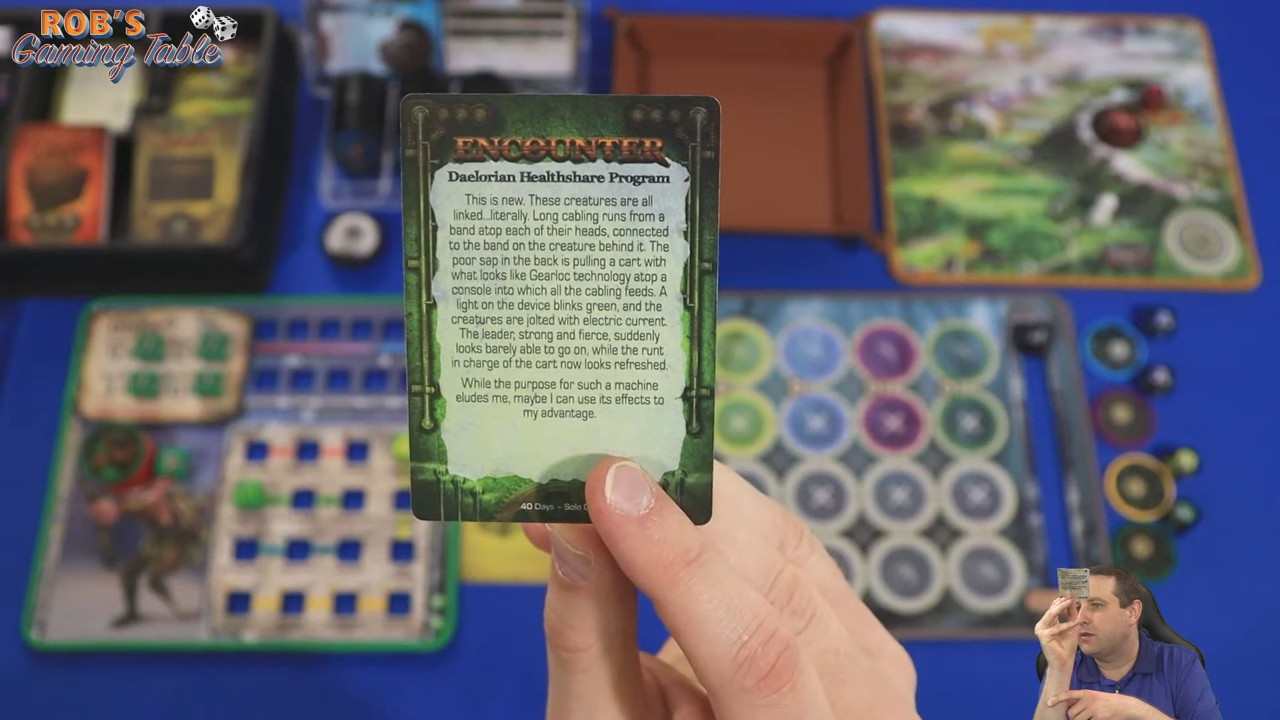 ROB'S
Gaming Table
ENCOUNTER
Daelorian Healthshare Program
This is new. These creatures are all
linked...literally. Long cabling runs from a
band atop each of their heads, connected
to the band on the creature behind it. The
poor sap in the back is pulling a cart with
what looks like Gearloc technology atop a
console into which all the cabling feeds. A
light on the device blinks green, and the
creatures are jolted with electric current.
The leader, strong and fierce, suddenly
looks barely able to go on, while the runt
in charge of the cart now looks refreshed.
While the purpose for such a machine
eludes me, maybe I can use its effects to
my advantage.
40 Days - Solo